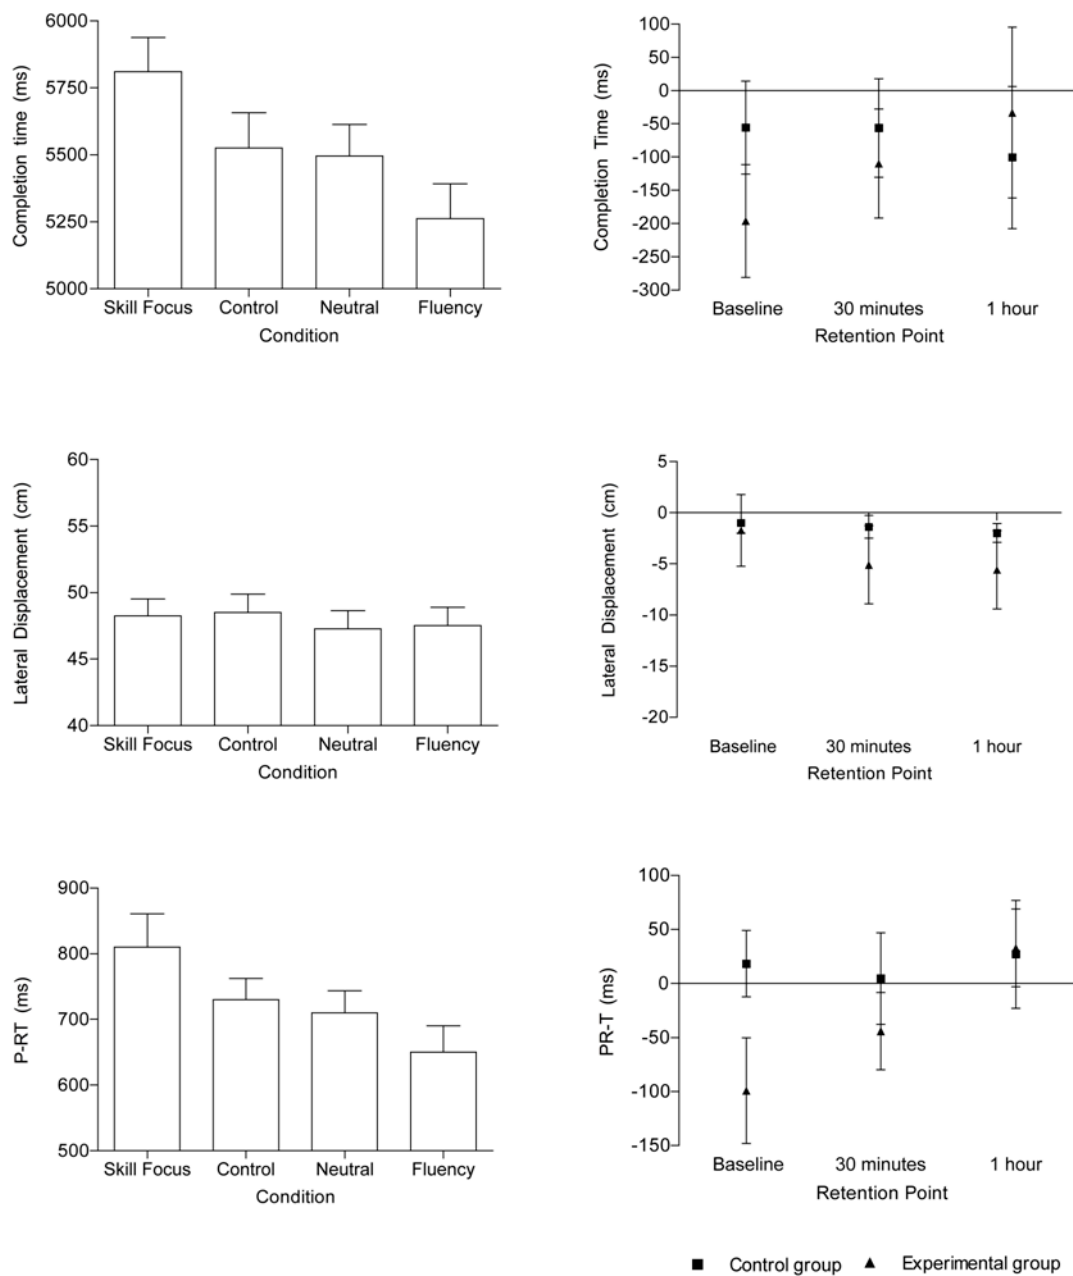 6000
5750
5500
5250
5000
Completion time (ms)
Skill Focus Control Neutral Fluency
Condition
100
50
0
-50
-100
-150
-200
-250
-300
Completion Time (ms)
Baseline 30 minutes 1 hour
Retention Point
60
55
50
45
40
Lateral Displacement (cm)
Skill Focus Control Neutral Fluency
Condition
5
0
-5
-10
-15
-20
Lateral Displacement (cm)
Baseline 30 minutes 1 hour
Retention Point
900
800
700
600
500
P-RT (ms)
Skill Focus Control Neutral Fluency
Condition
100
50
0
-50
-100
-150
PR-T (ms)
Baseline 30 minutes 1 hour
Retention Point
Control group Experimental group